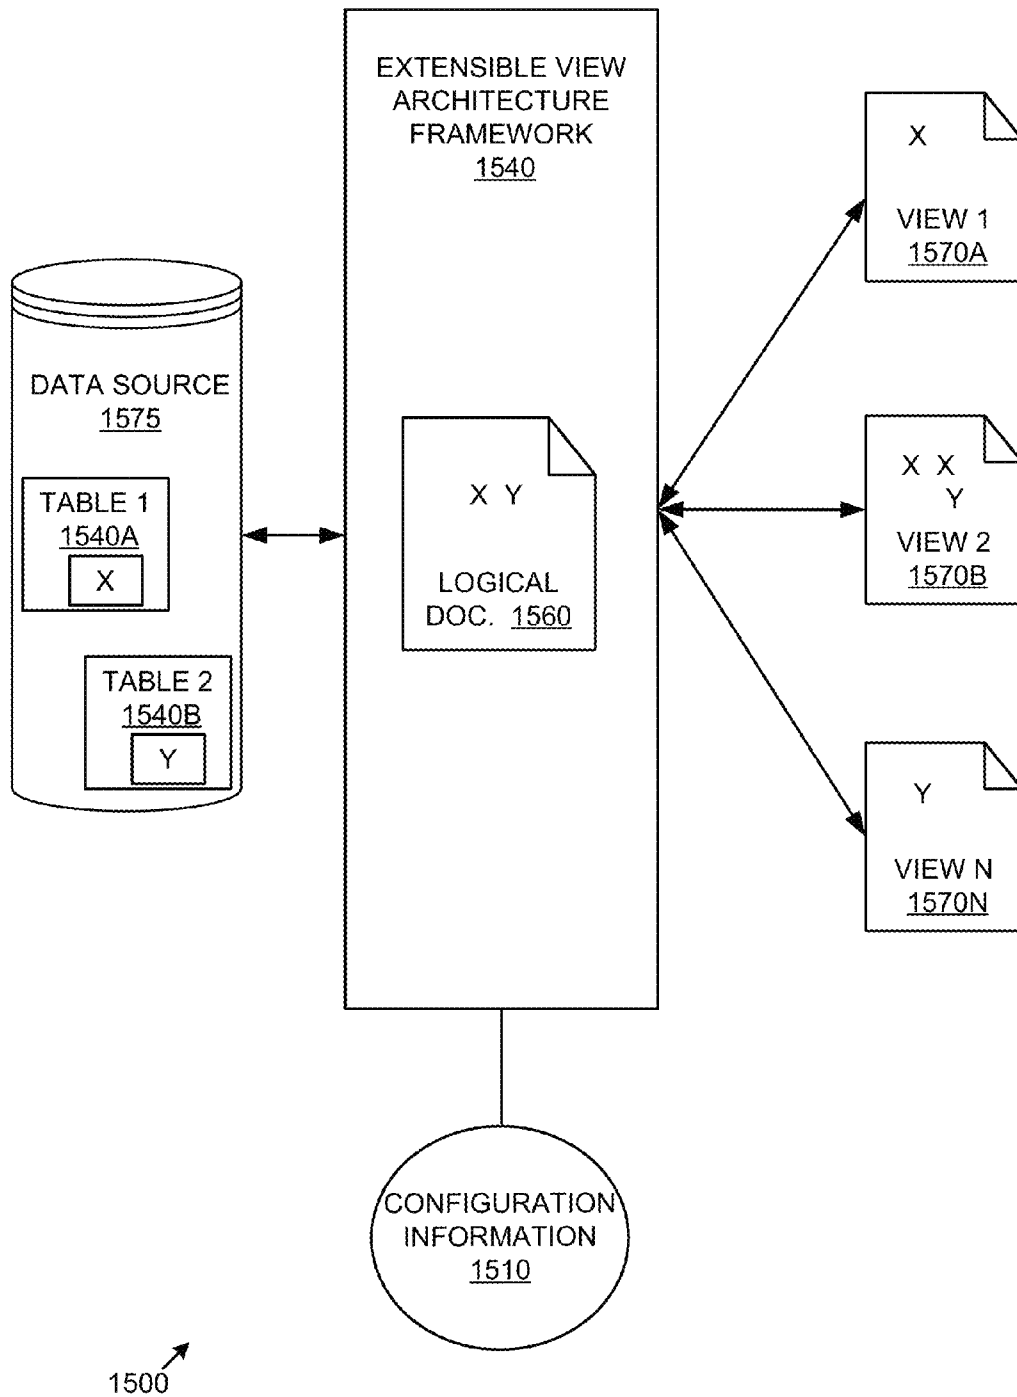 EXTENSIBLE VIEW
ARCHITECTURE
FRAMEWORK
1540
DATA SOURCE
1575
TABLE 1
1540A
X
TABLE 2
1540B
Y
X Y
LOGICAL
DOC. 1560
X
VIEW 1
1570A
X X
Y
VIEW 2
1570B
Y
VIEW N
1570N
CONFIGURATION
INFORMATION
1510
1500